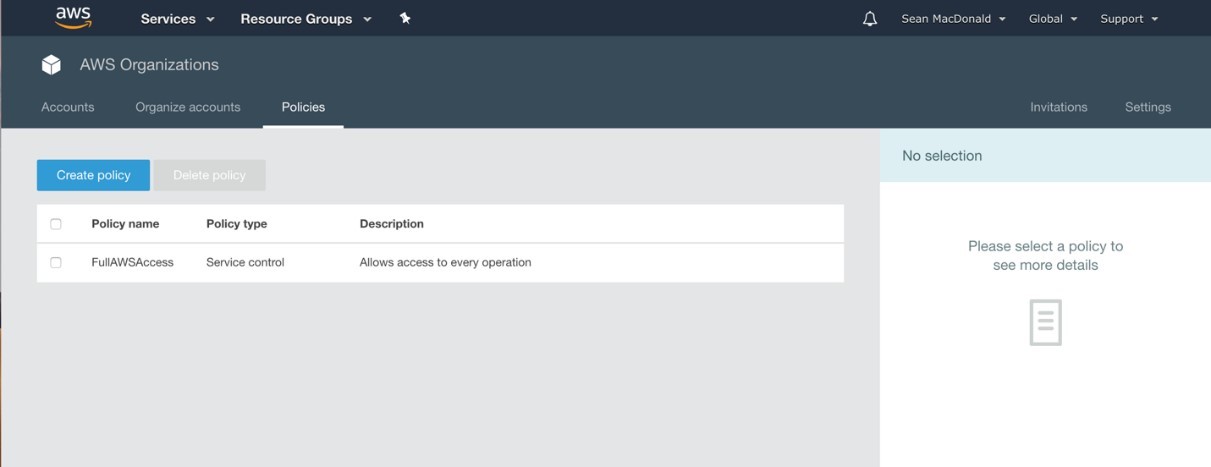 aws Services Resource Groups Sean MacDonald Global Support
AWS Organizations
Accounts Organize accounts Policies Invitations Settings
No selection
Create policy Delete policy
Policy name Policy type Description
FullAWSAccess Service control Allows access to every operation
Please select a policy to
see more details